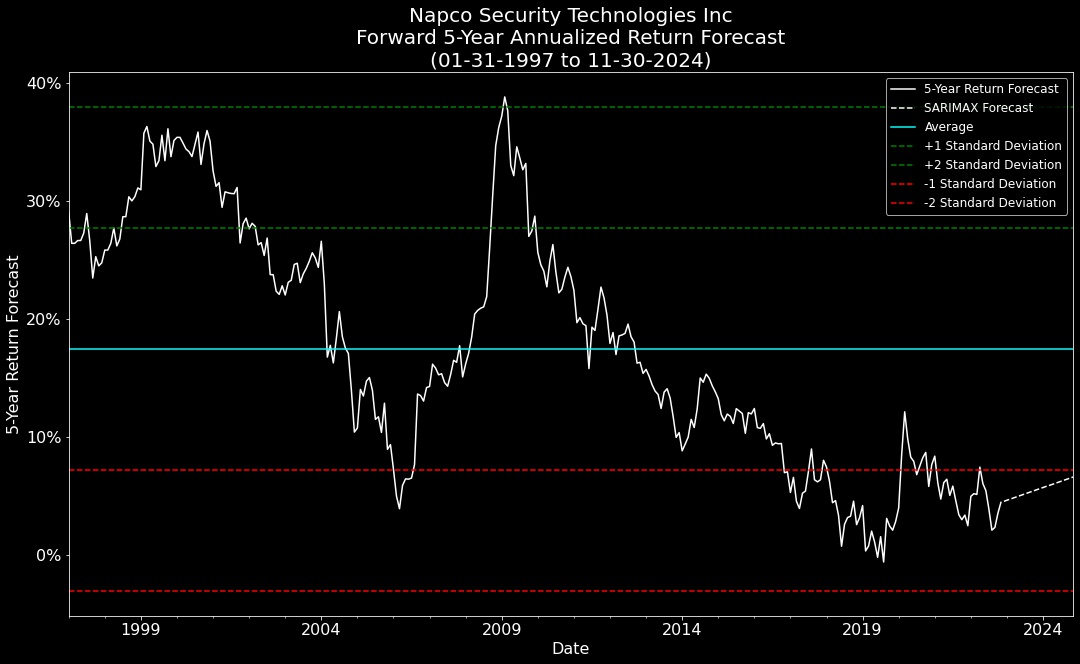 Napco Security Technologies Inc
Forward 5-Year Annualized Return Forecast
(01-31-1997 to 11-30-2024)
5-Year Return Forecast
SARIMAX Forecast
Average
+1 Standard Deviation
+2 Standard Deviation
-1 Standard Deviation
-2 Standard Deviation
5-Year Return Forecast
40%
30%
20%
10%
0%
1999 2004 2009 2014 2019 2024
Date